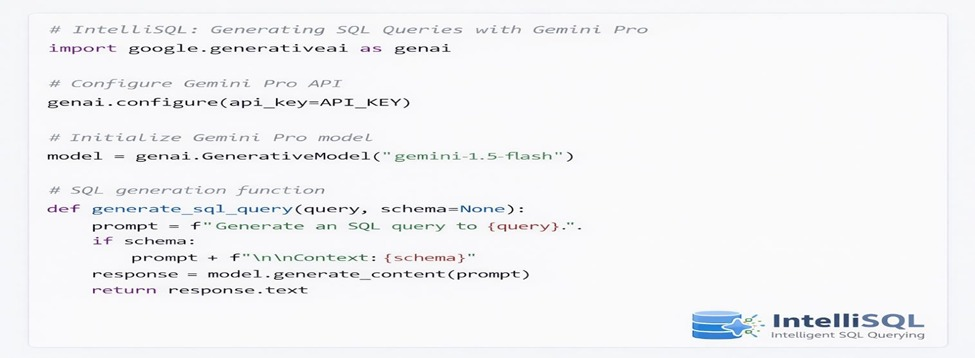 # IntelliSQL: Generating SQL Queries with Gemini Pro
import google.generativeai as genai
# Configure Gemini Pro API
genai.configure(api_key=API_KEY)
# Initialize Gemini Pro model
model = genai.GenerativeModel("gemini-1.5-flash")
# SQL generation function
def generate_sql_query(query, schema=None):
    prompt = f"Generate an SQL query to {query}.".
    if schema:
        prompt + f"\n\nContext: {schema}"
    response = model.generate_content(prompt)
    return response.text
IntelliSQL
Intelligent SQL Querying